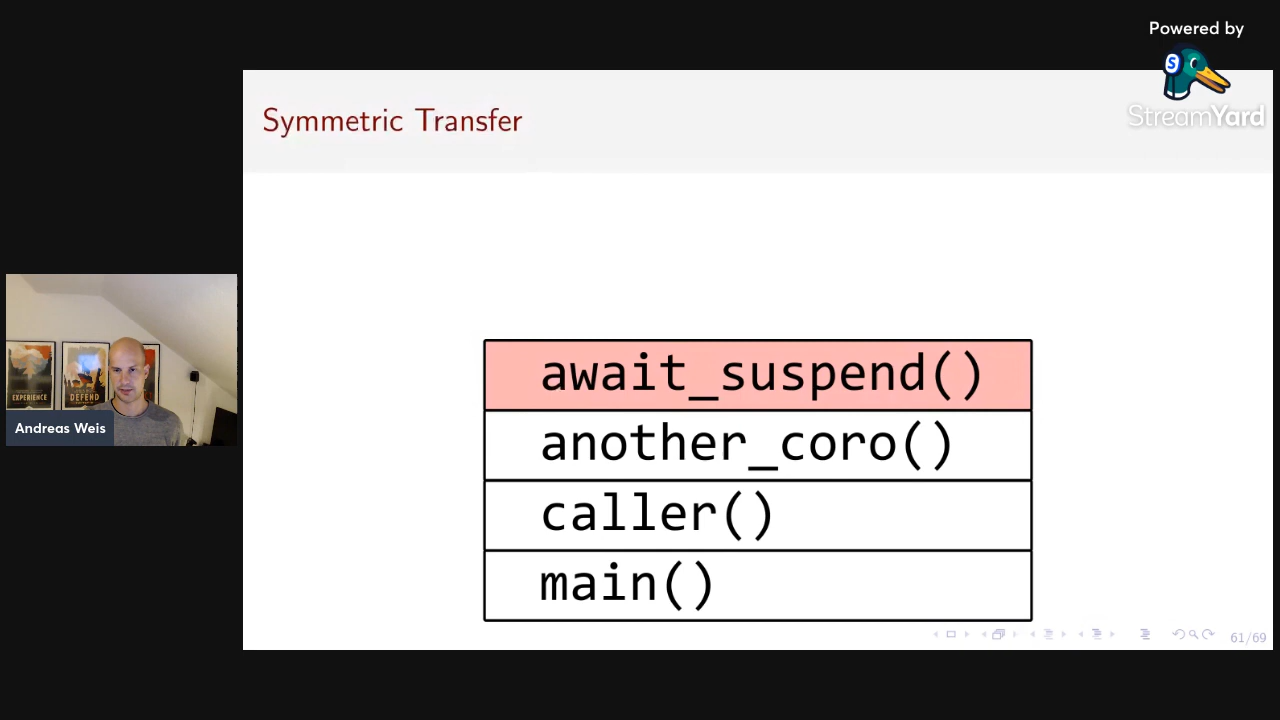 Powered by
S
StreamYard
Symmetric Transfer
await_suspend()
another_coro()
caller()
main()
EXPERIENCE
DEFEND
Andreas Weis
61/69